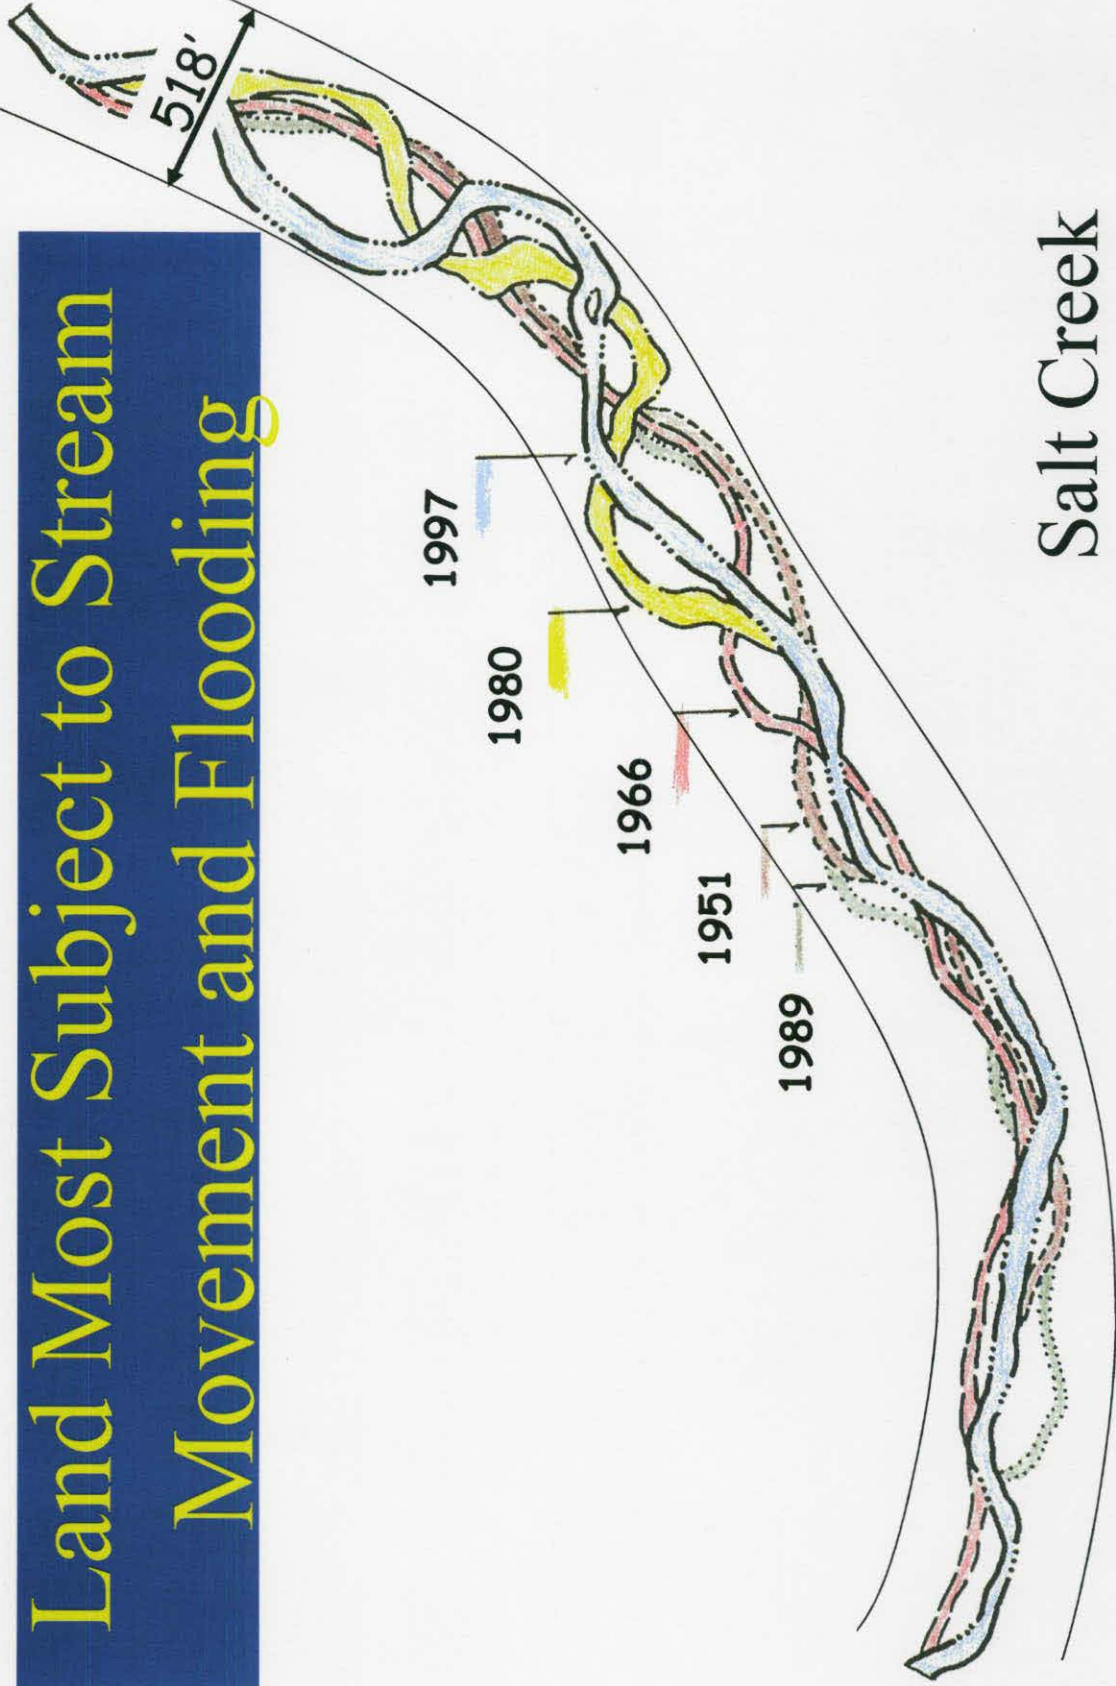 Land Most Subject to Stream
Movement and Flooding
518'
1997
1980
1966
1951
1989
Salt Creek